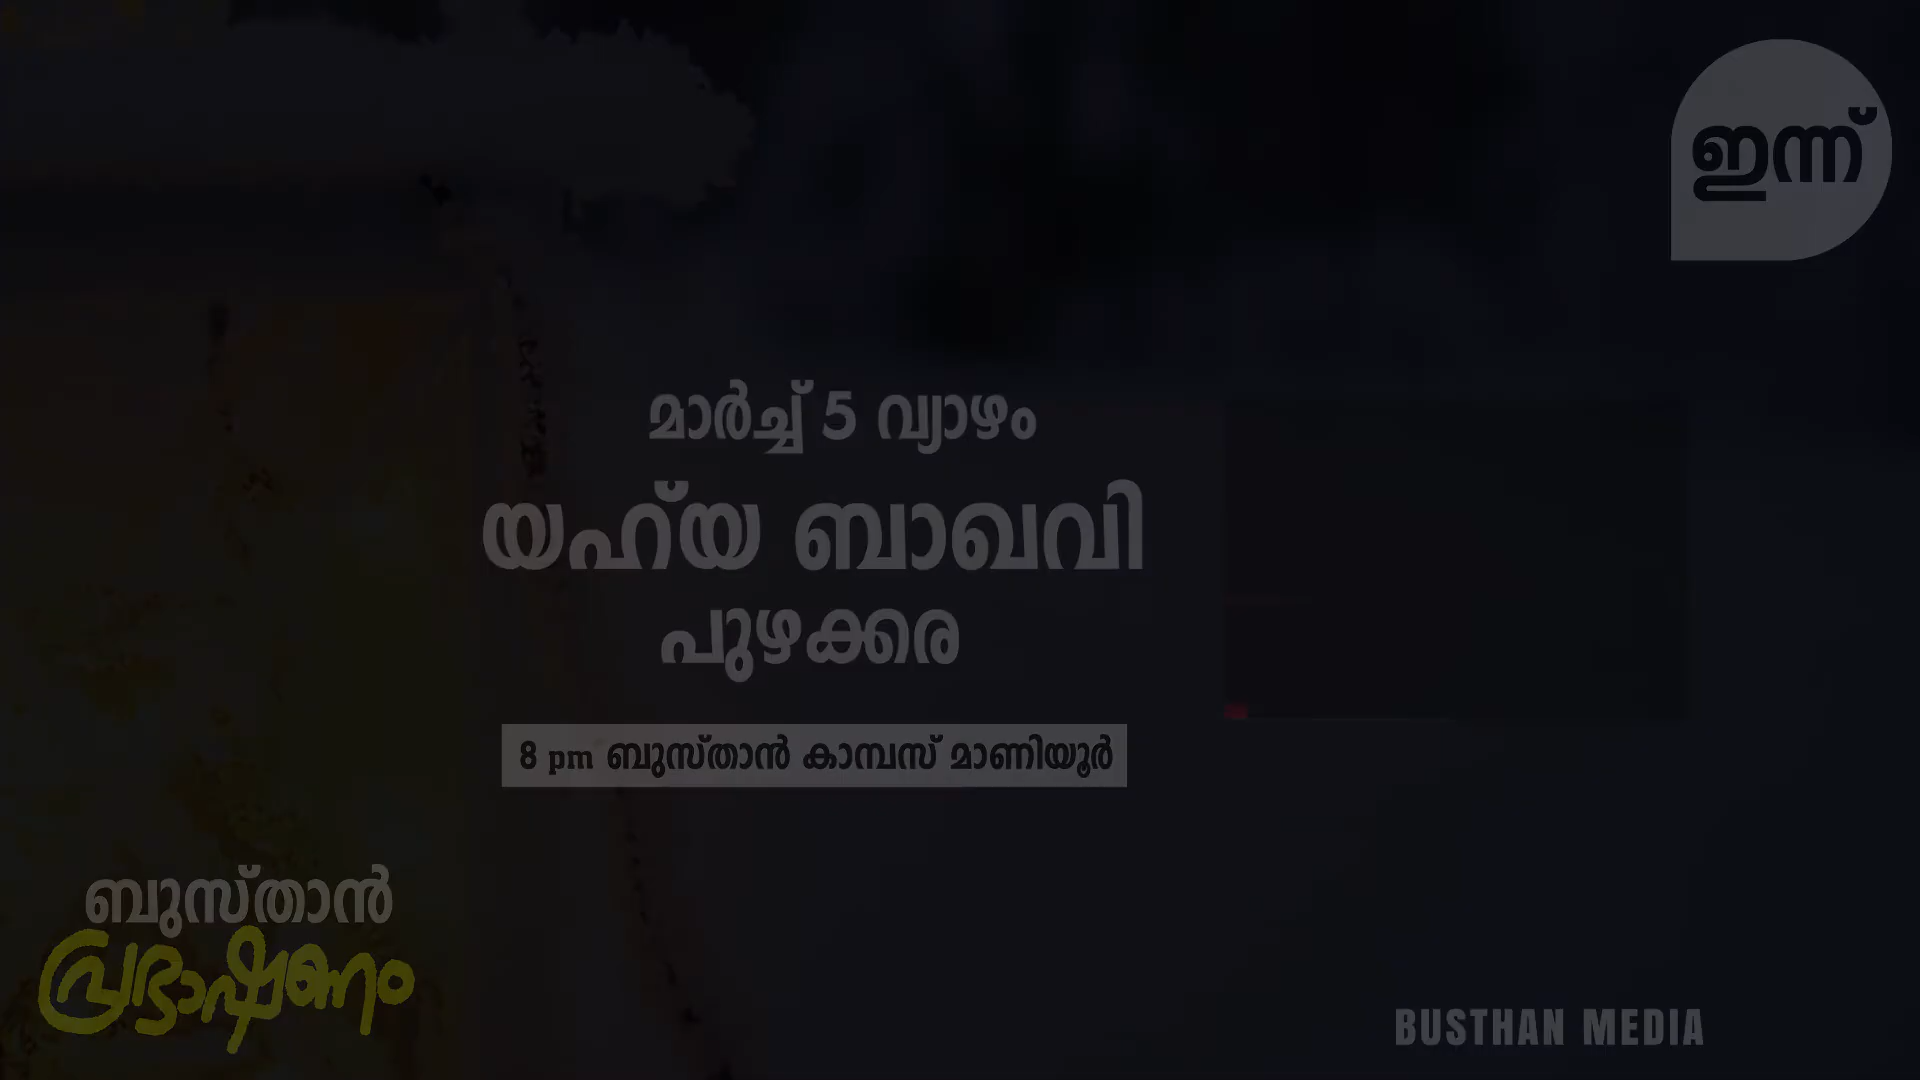 ഇന്ന്
മാർച്ച് 5 വ്യാഴം
യഹ്‌യ ബാഖവി
പുഴക്കര
8 pm ബുസ്താൻ കാമ്പസ് മാണിയൂർ
ബുസ്താൻ
പ്രഭാഷണം
BUSTHAN MEDIA